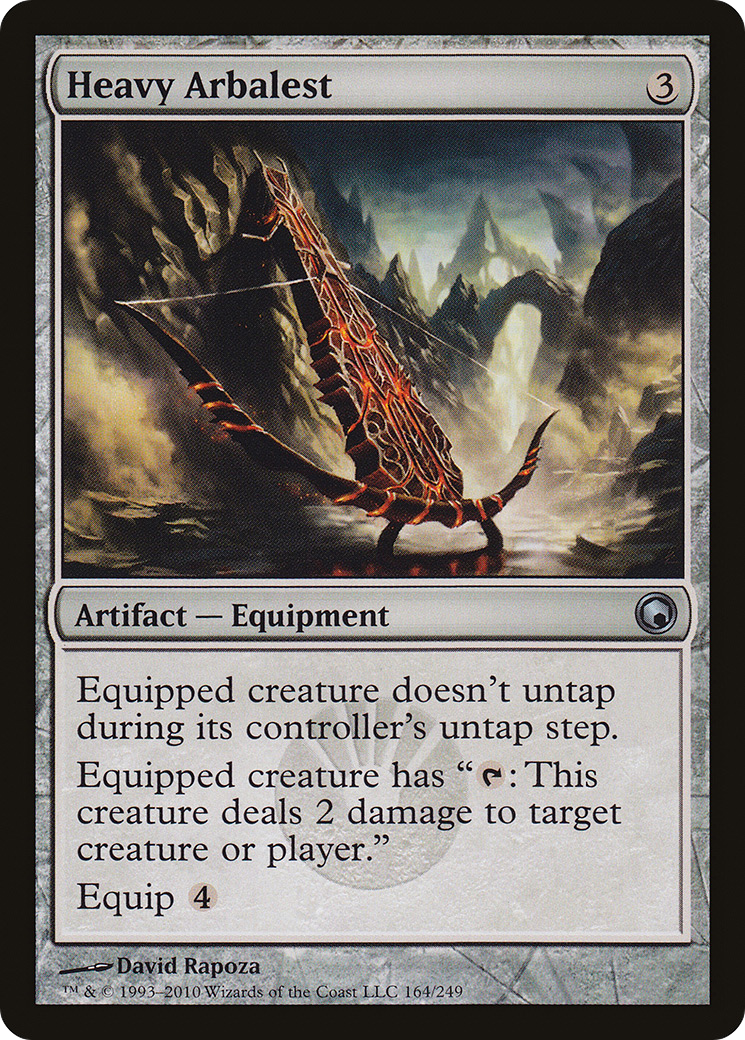 Heavy Arbalest 3
Artifact — Equipment
Equipped creature doesn't untap
during its controller's untap step.
Equipped creature has “: This
creature deals 2 damage to target
creature or player.”
Equip 4
David Rapoza
™ & © 1993–2010 Wizards of the Coast LLC 164/249